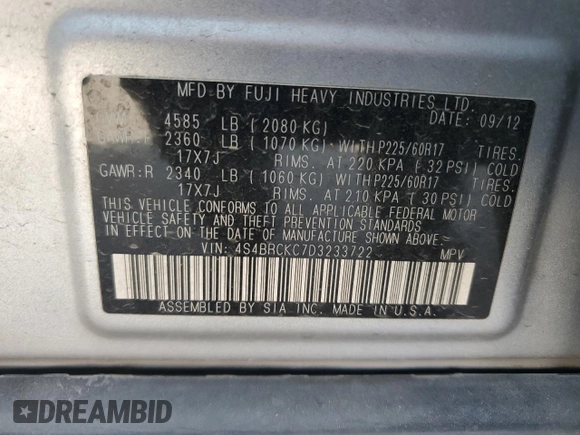 MFD BY FUJI HEAVY INDUSTRIES LTD.
DATE: 09/12
4585 LB ( 2080 KG)
2360 LB ( 1070 KG) WITH P225/60R17 TIRES.
17X7J RIMS. AT 220 KPA ( 32 PSI) COLD
GAWR:R 2340 LB ( 1060 KG) WITH P225/60R17 TIRES.
17X7J RIMS. AT 210 KPA ( 30 PSI) COLD
THIS VEHICLE CONFORMS TO ALL APPLICABLE FEDERAL MOTOR
VEHICLE SAFETY AND THEFT PREVENTION STANDARDS
IN EFFECT ON THE DATE OF MANUFACTURE SHOWN ABOVE.
VIN: 4S4BRCKC7D3233722 MPV
ASSEMBLED BY SIA INC. MADE IN U.S.A.
DREAMBID